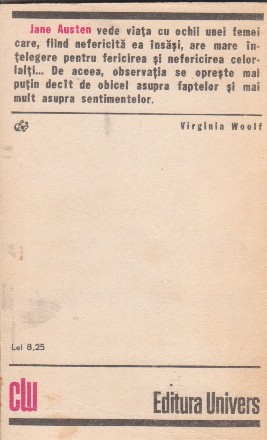 Jane Austen vede viața cu ochii unei femei
care, fiind nefericită ea însăși, are mare în-
țelegere pentru fericirea și nefericirea celor-
lalți... De aceea, observația se oprește mai
puțin decît de obicei asupra faptelor și mai
mult asupra sentimentelor.
Virginia Woolf
Lei 8,25
Editura Univers